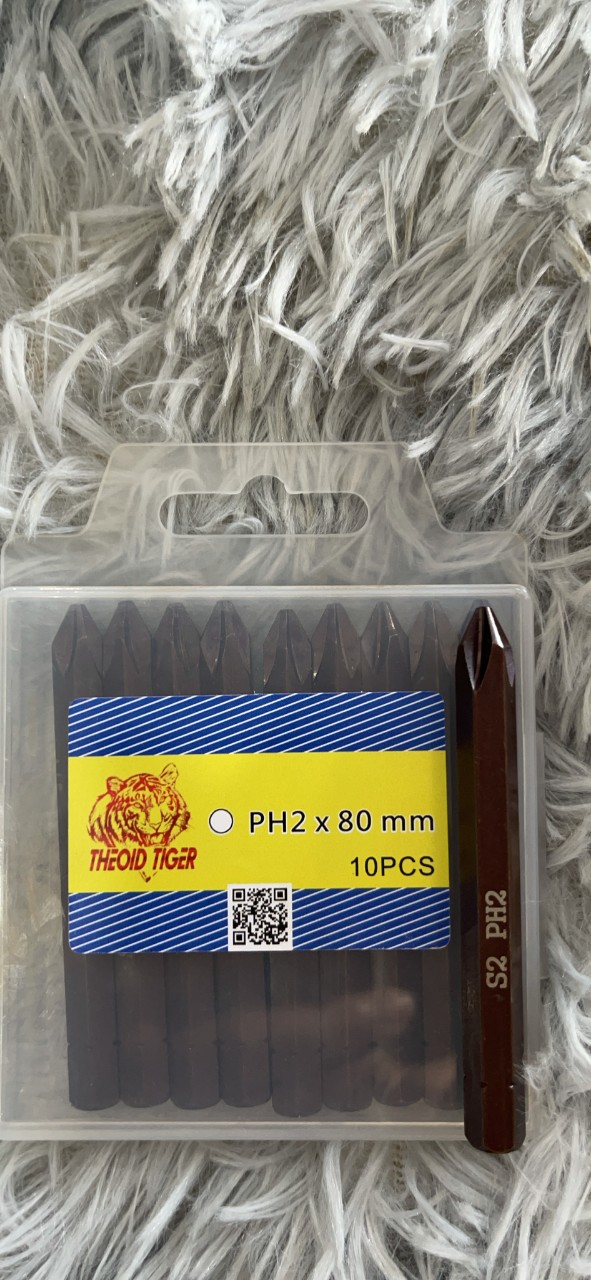 THEOID TIGER
PH2 x 80 mm
10PCS
S2 PH2